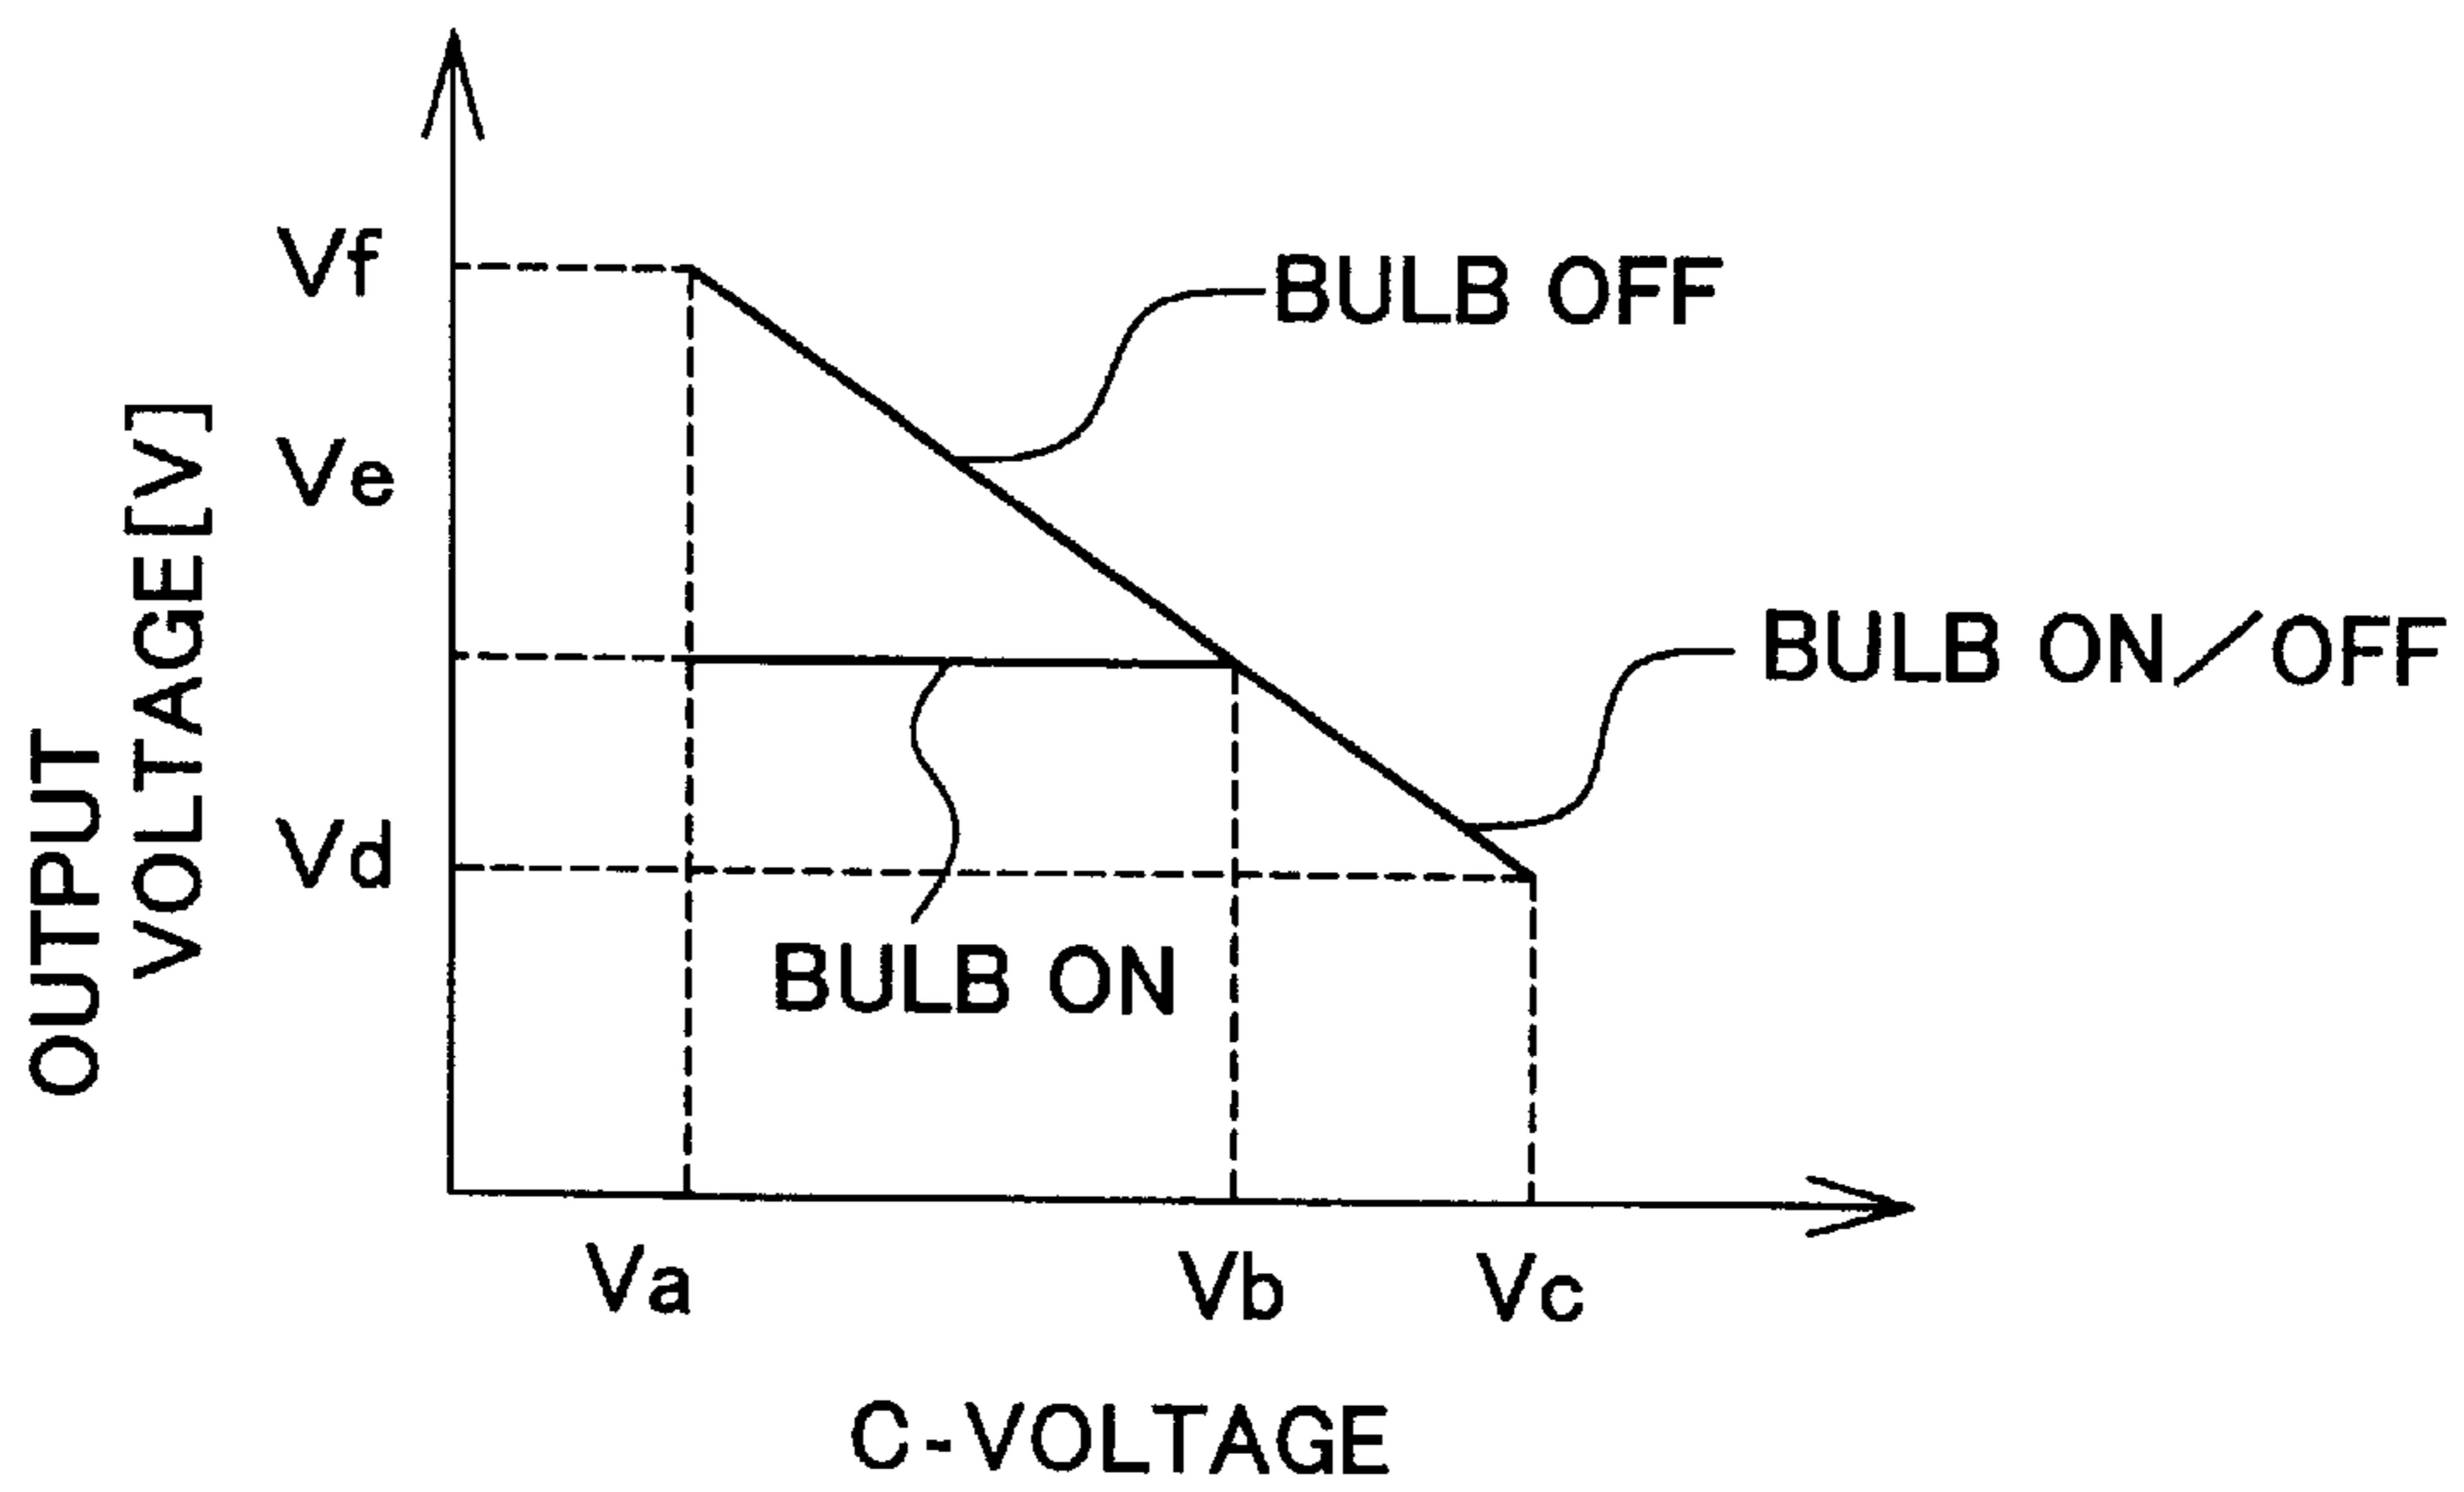 Vf
BULB OFF
Ve
BULB ON/OFF
Vd
OUTPUT
VOLTAGE[V]
BULB ON
Va
Vb
Vc
C-VOLTAGE